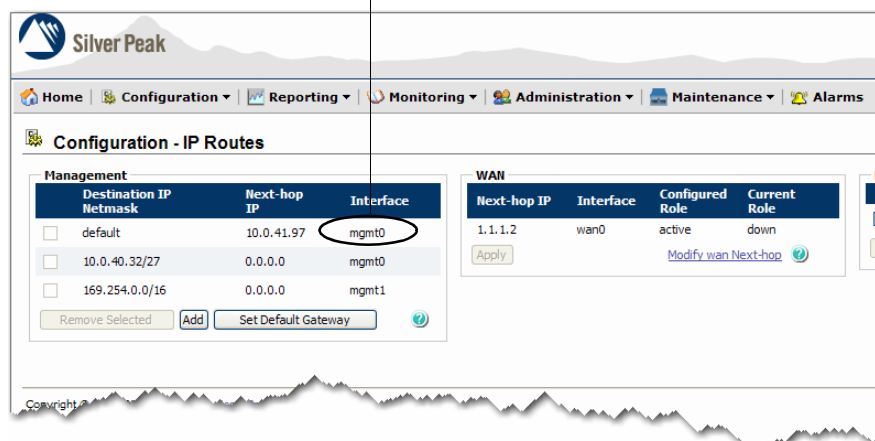 Silver Peak
Home Configuration Reporting Monitoring Administration Maintenance Alarms
Configuration - IP Routes
Management
Destination IP Netmask Next-hop IP Interface
default 10.0.41.97 mgmt0
10.0.40.32/27 0.0.0.0 mgmt0
169.254.0.0/16 0.0.0.0 mgmt1
Remove Selected Add Set Default Gateway
WAN
Next-hop IP Interface Configured Role Current Role
1.1.1.2 wan0 active down
Apply Modify wan Next-hop
Copyright